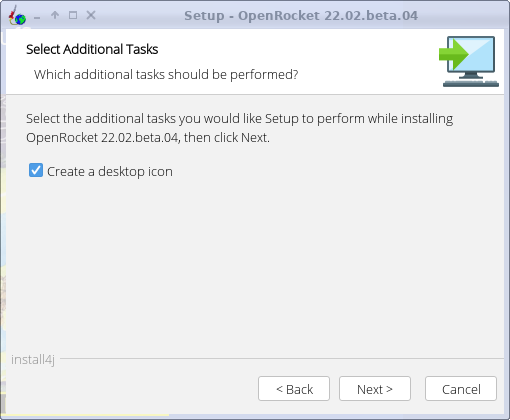 Setup - OpenRocket 22.02.beta.04
Select Additional Tasks
Which additional tasks should be performed?
Select the additional tasks you would like Setup to perform while installing
OpenRocket 22.02.beta.04, then click Next.
Create a desktop icon
install4j
< Back
Next >
Cancel